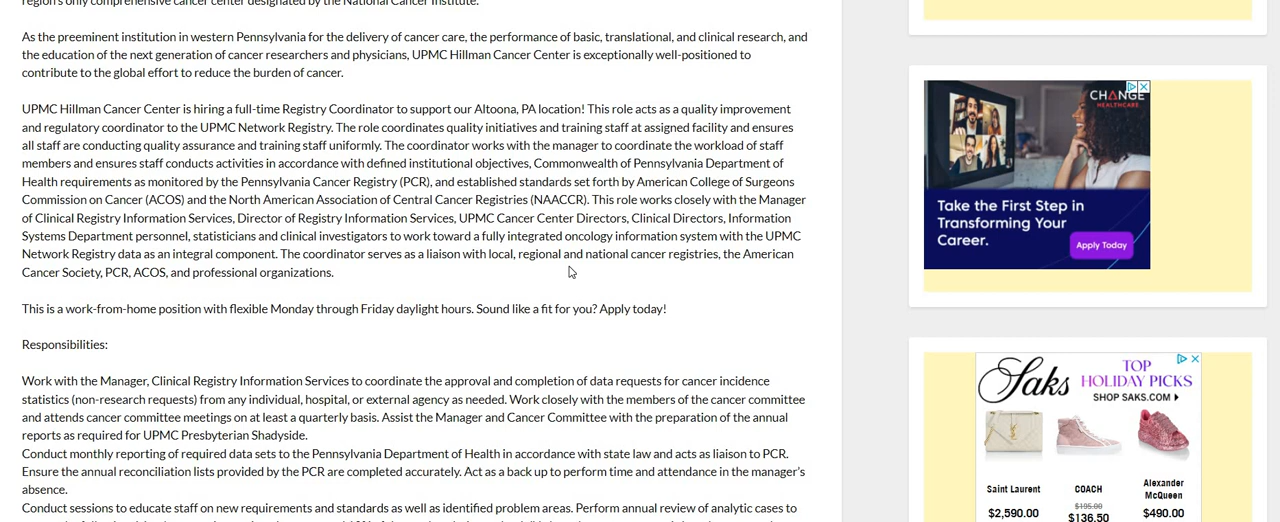 region's only comprehensive cancer center designated by the National Cancer Institute.
As the preeminent institution in western Pennsylvania for the delivery of cancer care, the performance of basic, translational, and clinical research, and
the education of the next generation of cancer researchers and physicians, UPMC Hillman Cancer Center is exceptionally well-positioned to
contribute to the global effort to reduce the burden of cancer.
UPMC Hillman Cancer Center is hiring a full-time Registry Coordinator to support our Altoona, PA location! This role acts as a quality improvement
and regulatory coordinator to the UPMC Network Registry. The role coordinates quality initiatives and training staff at assigned facility and ensures
all staff are conducting quality assurance and training staff uniformly. The coordinator works with the manager to coordinate the workload of staff
members and ensures staff conducts activities in accordance with defined institutional objectives, Commonwealth of Pennsylvania Department of
Health requirements as monitored by the Pennsylvania Cancer Registry (PCR), and established standards set forth by American College of Surgeons
Commission on Cancer (ACOS) and the North American Association of Central Cancer Registries (NAACCR). This role works closely with the Manager
of Clinical Registry Information Services, Director of Registry Information Services, UPMC Cancer Center Directors, Clinical Directors, Information
Systems Department personnel, statisticians and clinical investigators to work toward a fully integrated oncology information system with the UPMC
Network Registry data as an integral component. The coordinator serves as a liaison with local, regional and national cancer registries, the American
Cancer Society, PCR, ACOS, and professional organizations.
This is a work-from-home position with flexible Monday through Friday daylight hours. Sound like a fit for you? Apply today!
Responsibilities:
Work with the Manager, Clinical Registry Information Services to coordinate the approval and completion of data requests for cancer incidence
statistics (non-research requests) from any individual, hospital, or external agency as needed. Work closely with the members of the cancer committee
and attends cancer committee meetings on at least a quarterly basis. Assist the Manager and Cancer Committee with the preparation of the annual
reports as required for UPMC Presbyterian Shadyside.
Conduct monthly reporting of required data sets to the Pennsylvania Department of Health in accordance with state law and acts as liaison to PCR.
Ensure the annual reconciliation lists provided by the PCR are completed accurately. Act as a back up to perform time and attendance in the manager's
absence.
Conduct sessions to educate staff on new requirements and standards as well as identified problem areas. Perform annual review of analytic cases to
CHANGE
HEALTHCARE
Take the First Step in
Transforming Your
Career.
Apply Today
Saks
TOP
HOLIDAY PICKS
SHOP SAKS.COM
Saint Laurent
$2,590.00
COACH
$195.00
$136.50
Alexander
McQueen
$490.00